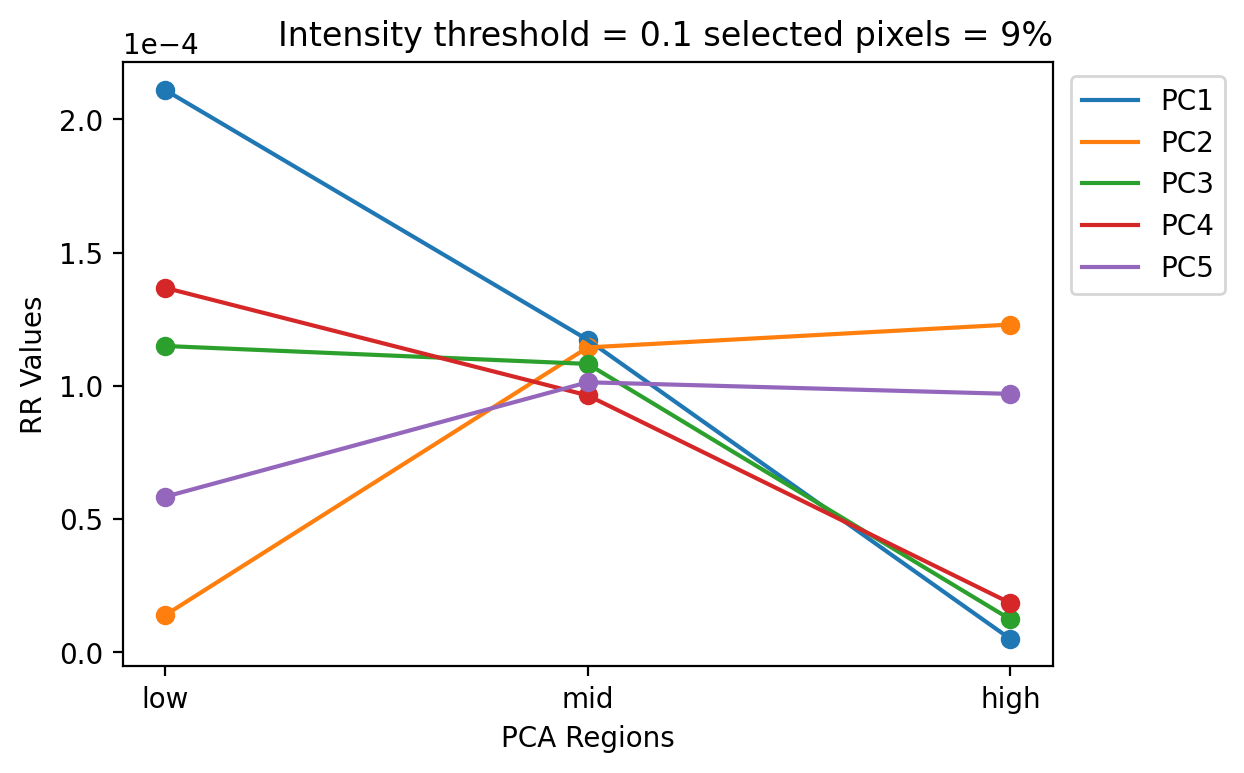 Intensity threshold = 0.1 selected pixels = 9%
1e−4
2.0
1.5
1.0
0.5
0.0
RR Values
low mid high
PCA Regions
PC1
PC2
PC3
PC4
PC5